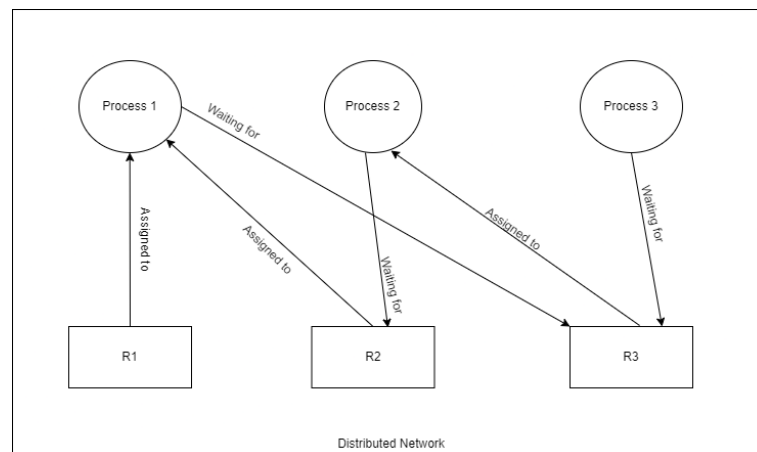 Process 1
Process 2
Process 3
Waiting for
Assigned to
Assigned to
Waiting for
Assigned to
Waiting for
R1
R2
R3
Distributed Network